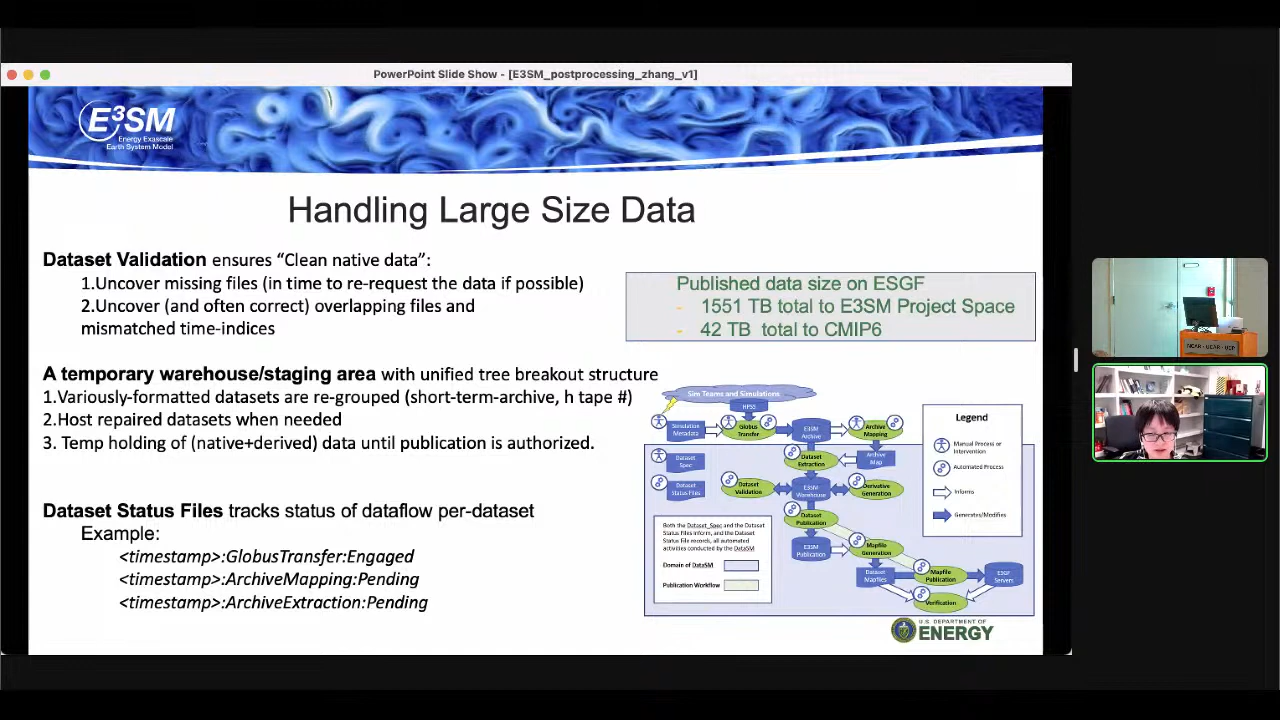 PowerPoint Slide Show - [E3SM_postprocessing_zhang_v1]
E³SM
Energy Exascale
Earth System Model
Handling Large Size Data
Dataset Validation ensures “Clean native data”:
1.Uncover missing files (in time to re-request the data if possible)
2.Uncover (and often correct) overlapping files and
mismatched time-indices
Published data size on ESGF
- 1551 TB total to E3SM Project Space
- 42 TB total to CMIP6
A temporary warehouse/staging area with unified tree breakout structure
1.Variously-formatted datasets are re-grouped (short-term-archive, h tape #)
2.Host repaired datasets when needed
3. Temp holding of (native+derived) data until publication is authorized.
Dataset Status Files tracks status of dataflow per-dataset
Example:
<timestamp>:GlobusTransfer:Engaged
<timestamp>:ArchiveMapping:Pending
<timestamp>:ArchiveExtraction:Pending
Sim Teams and Simulations
HPSS
Simulation
Metadata
Globus
Transfer
E3SM
Archive
Archive
Mapping
Dataset
Spec
Dataset
Extraction
Archive
Map
Dataset
Status Files
Dataset
Validation
E3SM
Warehouse
Derivative
Generation
Dataset
Publication
E3SM
Publication
Mapfile
Generation
Dataset
Mapfiles
Mapfile
Publication
ESGF
Servers
Verification
Both the Dataset_Spec and the Dataset
Status Files inform, and the Dataset
Status File records, all automated
activities conducted by the DataSM
Domain of DataSM
Publication Workflow
Legend
Manual Process or
Intervention
Automated Process
Informs
Generates/Modifies
U.S. DEPARTMENT OF
ENERGY
NCAR - UCAR - UCP